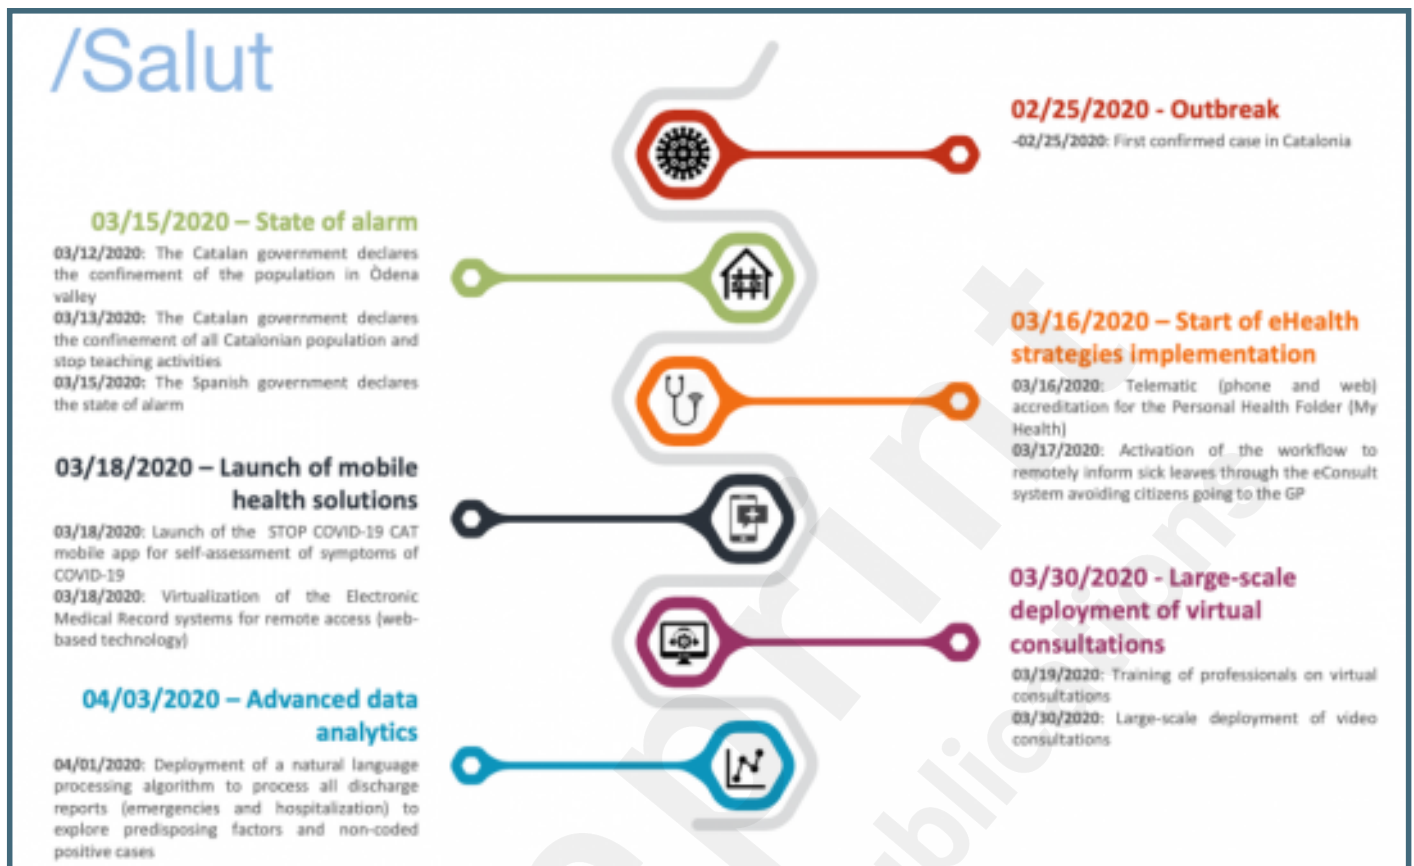 /Salut
02/25/2020 - Outbreak
-02/25/2020: First confirmed case in Catalonia
03/15/2020 – State of alarm
03/12/2020: The Catalan government declares
the confinement of the population in Òdena
valley
03/13/2020: The Catalan government declares
the confinement of all Catalonian population and
stop teaching activities
03/15/2020: The Spanish government declares
the state of alarm
03/16/2020 – Start of eHealth
strategies implementation
03/16/2020: Telematic (phone and web)
accreditation for the Personal Health Folder (My
Health)
03/17/2020: Activation of the workflow to
remotely inform sick leaves through the eConsult
system avoiding citizens going to the GP
03/18/2020 – Launch of mobile
health solutions
03/18/2020: Launch of the STOP COVID-19 CAT
mobile app for self-assessment of symptoms of
COVID-19
03/18/2020: Virtualization of the Electronic
Medical Record systems for remote access (web-
based technology)
03/30/2020 - Large-scale
deployment of virtual
consultations
03/19/2020: Training of professionals on virtual
consultations
03/30/2020: Large-scale deployment of video
consultations
04/03/2020 – Advanced data
analytics
04/01/2020: Deployment of a natural language
processing algorithm to process all discharge
reports (emergencies and hospitalization) to
explore predisposing factors and non-coded
positive cases